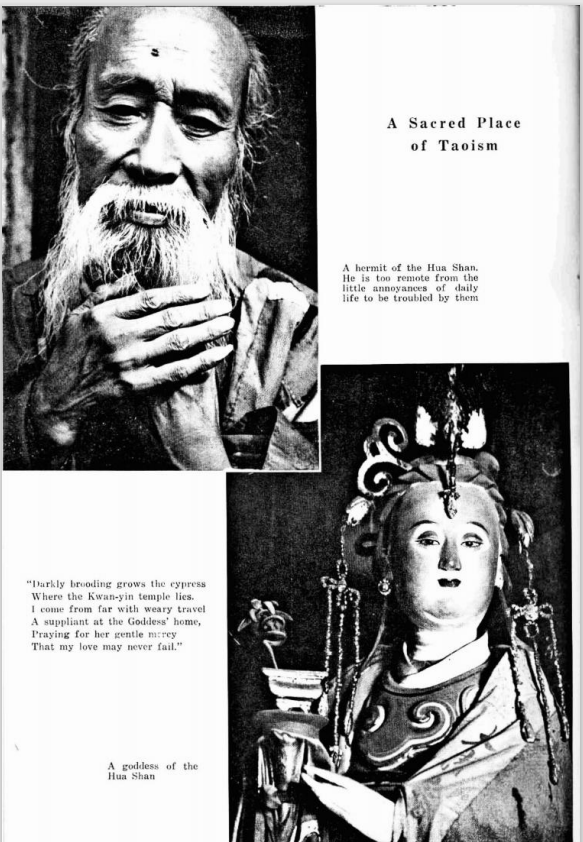 A Sacred Place
of Taoism
A hermit of the Hua Shan.
He is too remote from the
little annoyances of daily
life to be troubled by them
"Darkly brooding grows the cypress
Where the Kwan-yin temple lies.
I come from far with weary travel
A suppliant at the Goddess' home,
Praying for her gentle mercy
That my love may never fail."
A goddess of the
Hua Shan